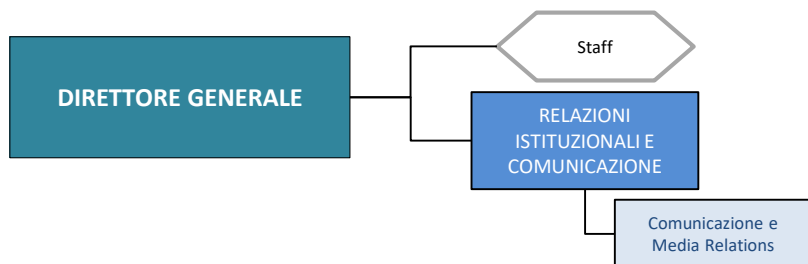 Staff
DIRETTORE GENERALE
RELAZIONI
ISTITUZIONALI E
COMUNICAZIONE
Comunicazione e
Media Relations